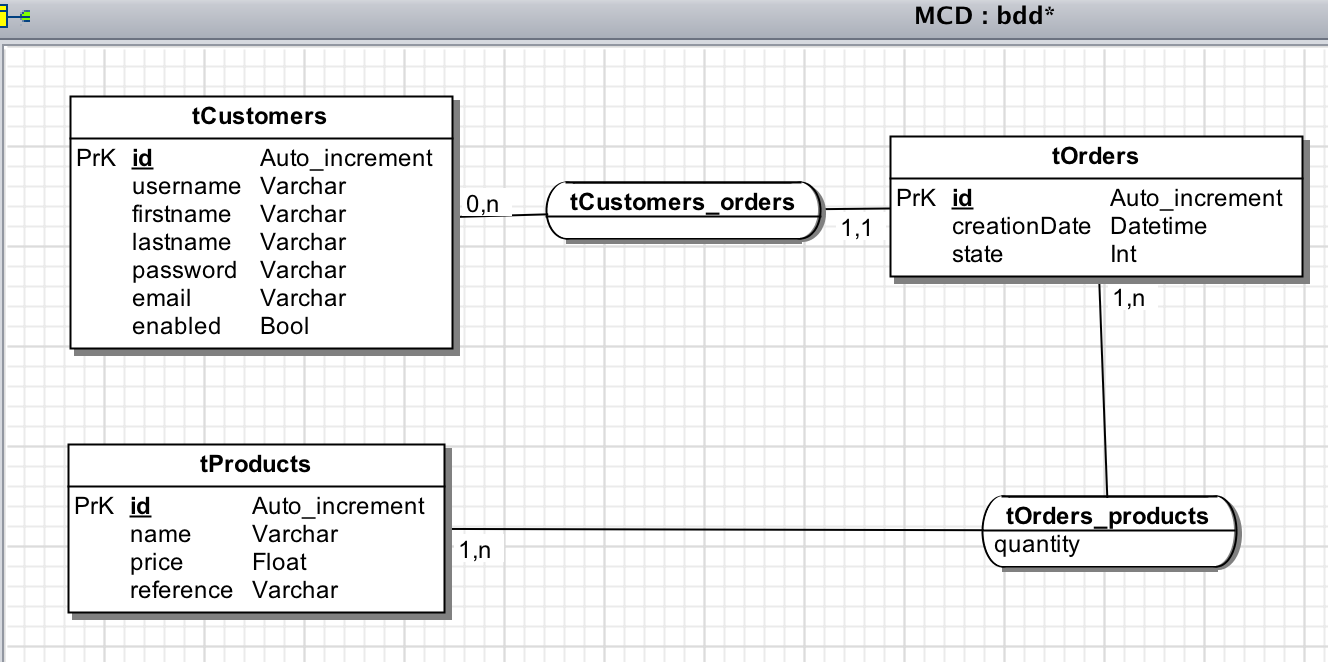 MCD : bdd*
tCustomers
PrK id Auto_increment
username Varchar
firstname Varchar
lastname Varchar
password Varchar
email Varchar
enabled Bool
0,n
tCustomers_orders
1,1
tOrders
PrK id Auto_increment
creationDate Datetime
state Int
1,n
tProducts
PrK id Auto_increment
name Varchar
price Float
reference Varchar
1,n
tOrders_products
quantity